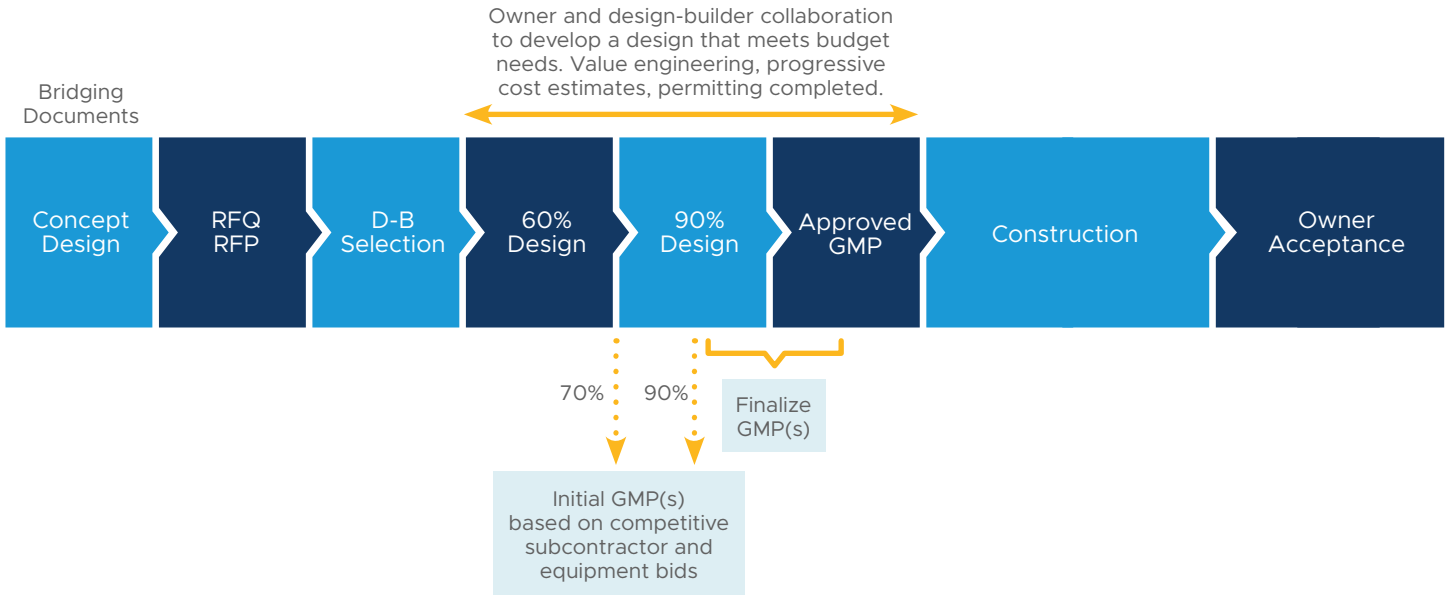 Owner and design-builder collaboration
to develop a design that meets budget
needs. Value engineering, progressive
cost estimates, permitting completed.
Bridging
Documents
Concept
Design
RFQ
RFP
D-B
Selection
60%
Design
90%
Design
Approved
GMP
Construction
Owner
Acceptance
70%
90%
Finalize
GMP(s)
Initial GMP(s)
based on competitive
subcontractor and
equipment bids